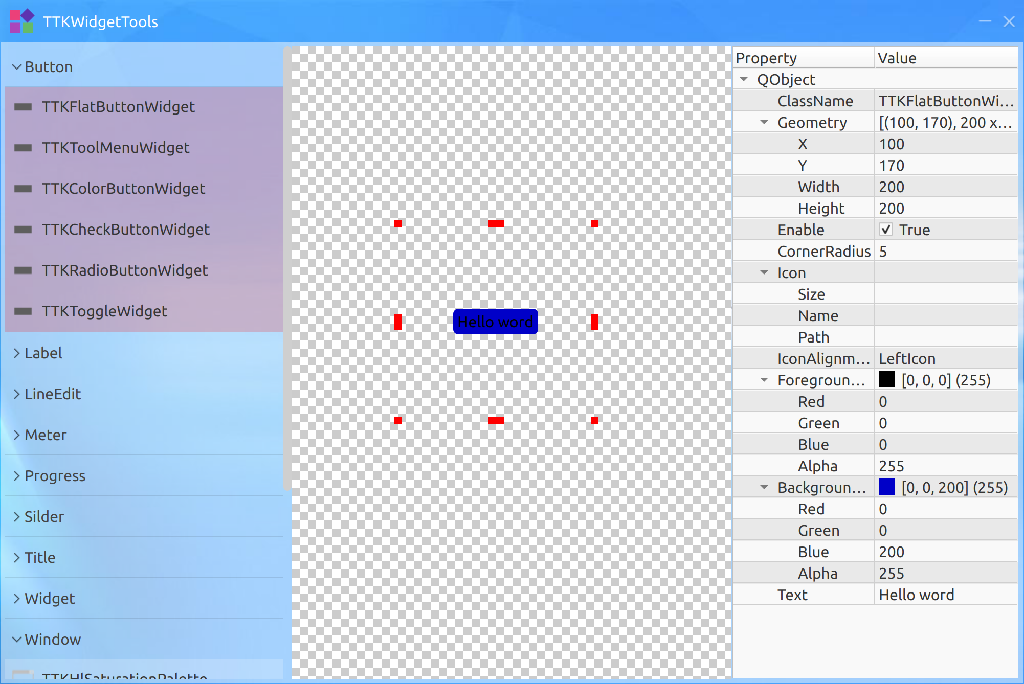 TTKWidgetTools
Button
TTKFlatButtonWidget
TTKToolMenuWidget
TTKColorButtonWidget
TTKCheckButtonWidget
TTKRadioButtonWidget
TTKToggleWidget
Label
LineEdit
Meter
Progress
Silder
Title
Widget
Window
TTKHlSaturationPalette
Hello word
Property Value
QObject
ClassName TTKFlatButtonWi...
Geometry [(100, 170), 200 x...
X 100
Y 170
Width 200
Height 200
Enable True
CornerRadius 5
Icon
Size
Name
Path
IconAlignm... LeftIcon
Foregroun... [0, 0, 0] (255)
Red 0
Green 0
Blue 0
Alpha 255
Backgroun... [0, 0, 200] (255)
Red 0
Green 0
Blue 200
Alpha 255
Text Hello word